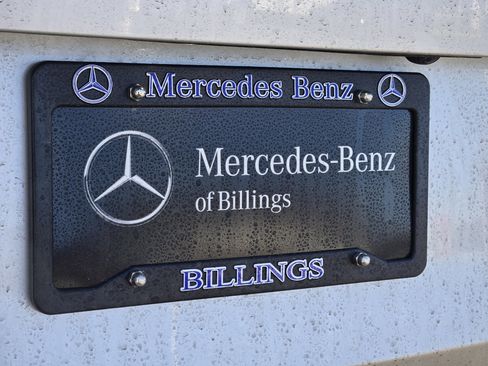 Mercedes Benz
Mercedes-Benz
of Billings
BILLINGS